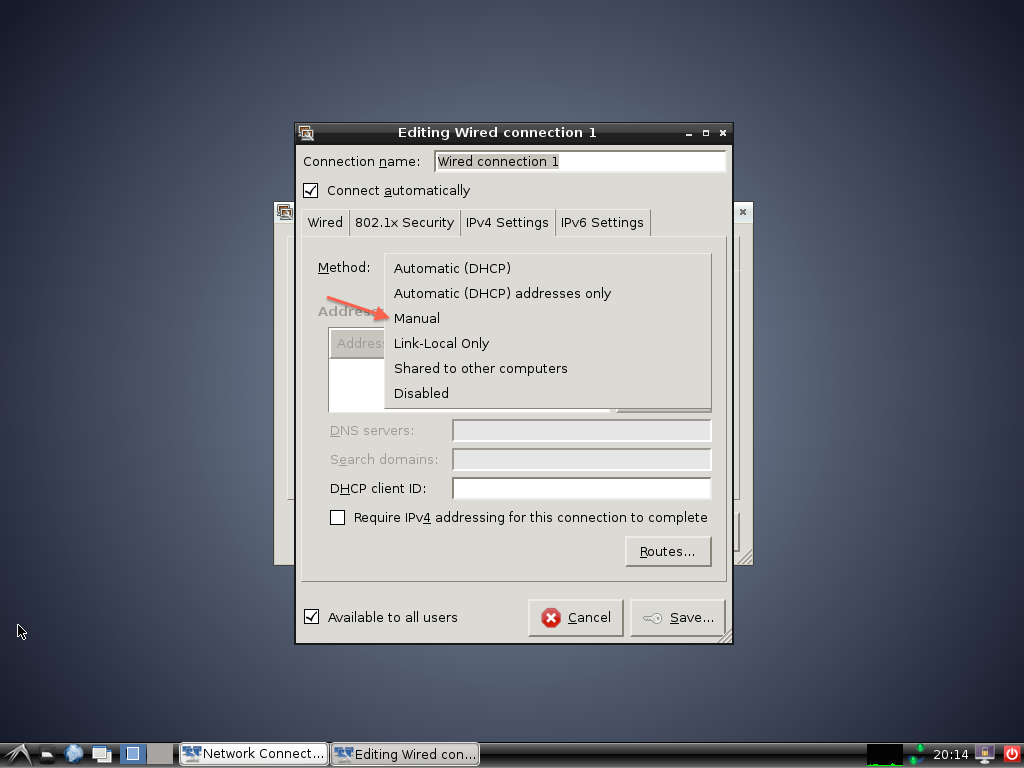 Editing Wired connection 1
Connection name: Wired connection 1
Connect automatically
Wired 802.1x Security IPv4 Settings IPv6 Settings
Method: Automatic (DHCP)
Automatic (DHCP) addresses only
Address
Manual
Link-Local Only
Address
Shared to other computers
Disabled
DNS servers:
Search domains:
DHCP client ID:
Require IPv4 addressing for this connection to complete
Routes...
Available to all users Cancel Save...
Network Connect... Editing Wired con... 20:14